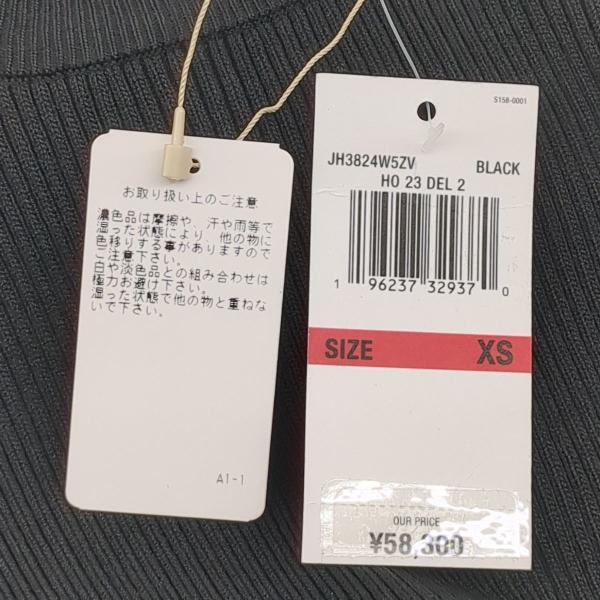 お取り扱い上のご注意
濃色品は摩擦や、汗や雨等で
湿った状態により、他の物に
色移りする事がありますので
ご注意下さい。
白や淡色品との組み合わせは
極力お避け下さい。
湿った状態で他の物と重ねな
いで下さい。
A1-1
S158-0001
JH3824W5ZV BLACK
HO 23 DEL 2
1 96237 32937 0
SIZE XS
OUR PRICE
¥58,300